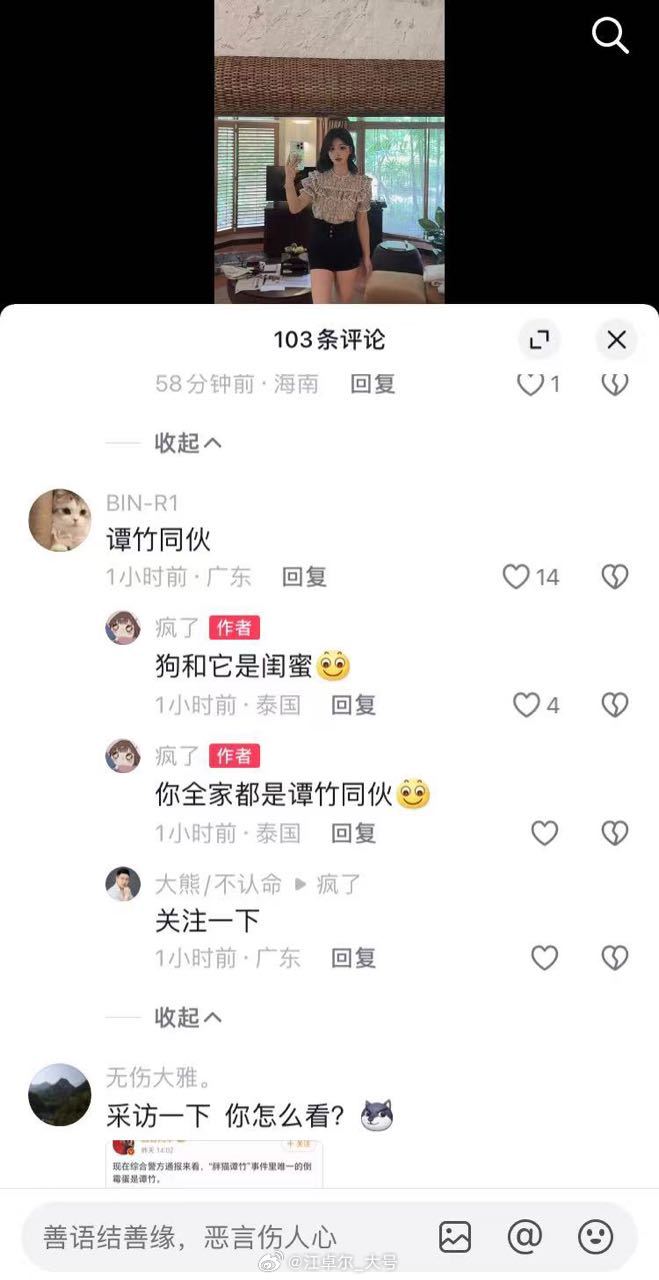 103条评论
58分钟前·海南 回复 1
收起
BIN-R1
谭竹同伙
1小时前·广东 回复 14
疯了 作者
狗和它是闺蜜
1小时前·泰国 回复 4
疯了 作者
你全家都是谭竹同伙
1小时前·泰国 回复
大熊/不认命 ▶ 疯了
关注一下
1小时前·广东 回复
收起
无伤大雅。
采访一下 你怎么看?
+关注
昨天 14:02
现在综合警方通报来看，“胖猫谭竹”事件里唯一的倒
霉蛋是谭竹。
善语结善缘，恶言伤人心
@江卓尔_大号